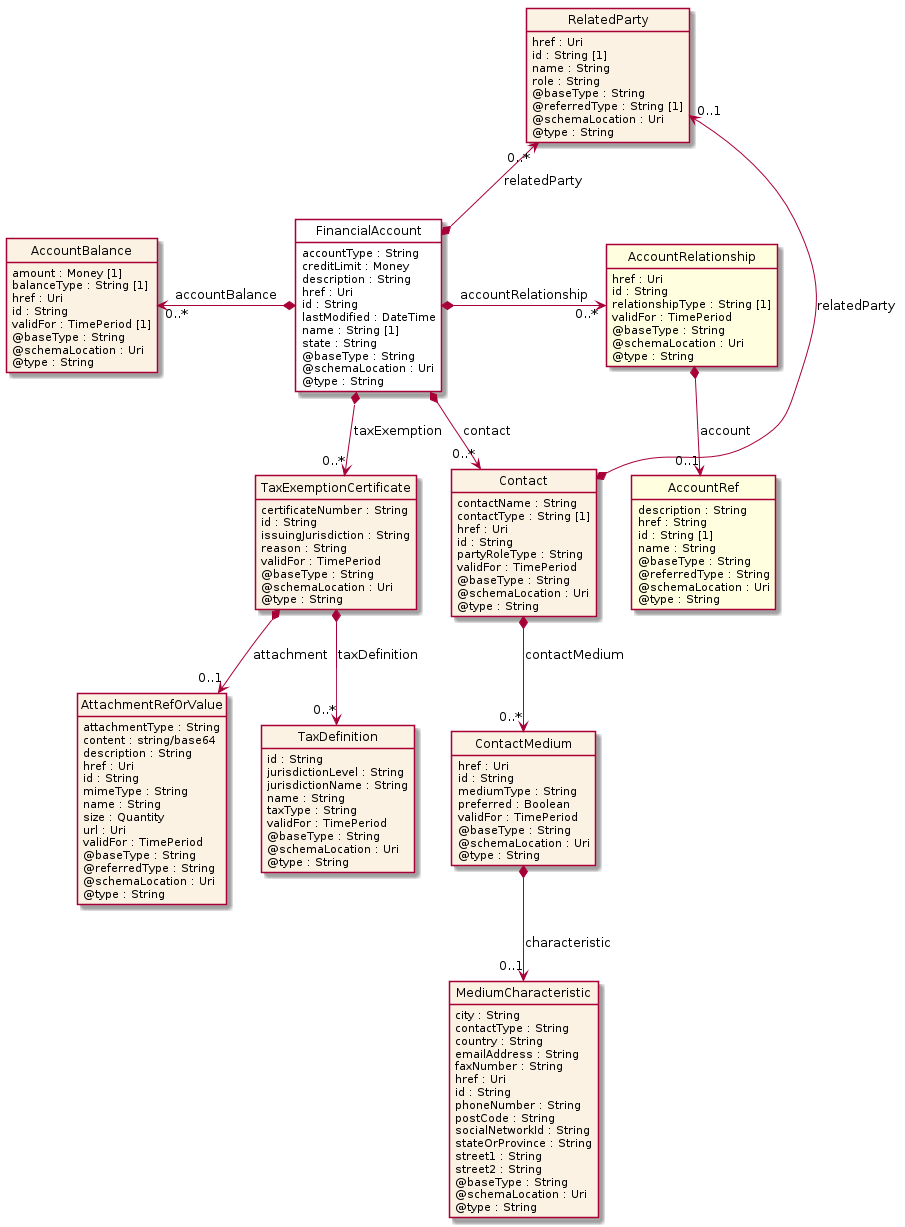 RelatedParty
href : Uri
id : String [1]
name : String
role : String
@baseType : String
@referredType : String [1]
@schemaLocation : Uri
@type : String
0..1
0..*
relatedParty
FinancialAccount
accountType : String
creditLimit : Money
description : String
href : Uri
id : String
lastModified : DateTime
name : String [1]
state : String
@baseType : String
@schemaLocation : Uri
@type : String
AccountBalance
amount : Money [1]
balanceType : String [1]
href : Uri
id : String
validFor : TimePeriod [1]
@baseType : String
@schemaLocation : Uri
@type : String
accountBalance
0..*
accountRelationship
0..*
AccountRelationship
href : Uri
id : String
relationshipType : String [1]
validFor : TimePeriod
@baseType : String
@schemaLocation : Uri
@type : String
relatedParty
taxExemption
0..*
contact
0..*
account
0..1
TaxExemptionCertificate
certificateNumber : String
id : String
issuingJurisdiction : String
reason : String
validFor : TimePeriod
@baseType : String
@schemaLocation : Uri
@type : String
Contact
contactName : String
contactType : String [1]
href : Uri
id : String
partyRoleType : String
validFor : TimePeriod
@baseType : String
@schemaLocation : Uri
@type : String
AccountRef
description : String
href : String
id : String [1]
name : String
@baseType : String
@referredType : String
@schemaLocation : Uri
@type : String
attachment
0..1
taxDefinition
0..*
contactMedium
0..*
AttachmentRefOrValue
attachmentType : String
content : string/base64
description : String
href : Uri
id : String
mimeType : String
name : String
size : Quantity
url : Uri
validFor : TimePeriod
@baseType : String
@referredType : String
@schemaLocation : Uri
@type : String
TaxDefinition
id : String
jurisdictionLevel : String
jurisdictionName : String
name : String
taxType : String
validFor : TimePeriod
@baseType : String
@schemaLocation : Uri
@type : String
ContactMedium
href : Uri
id : String
mediumType : String
preferred : Boolean
validFor : TimePeriod
@baseType : String
@schemaLocation : Uri
@type : String
characteristic
0..1
MediumCharacteristic
city : String
contactType : String
country : String
emailAddress : String
faxNumber : String
href : Uri
id : String
phoneNumber : String
postCode : String
socialNetworkId : String
stateOrProvince : String
street1 : String
street2 : String
@baseType : String
@schemaLocation : Uri
@type : String